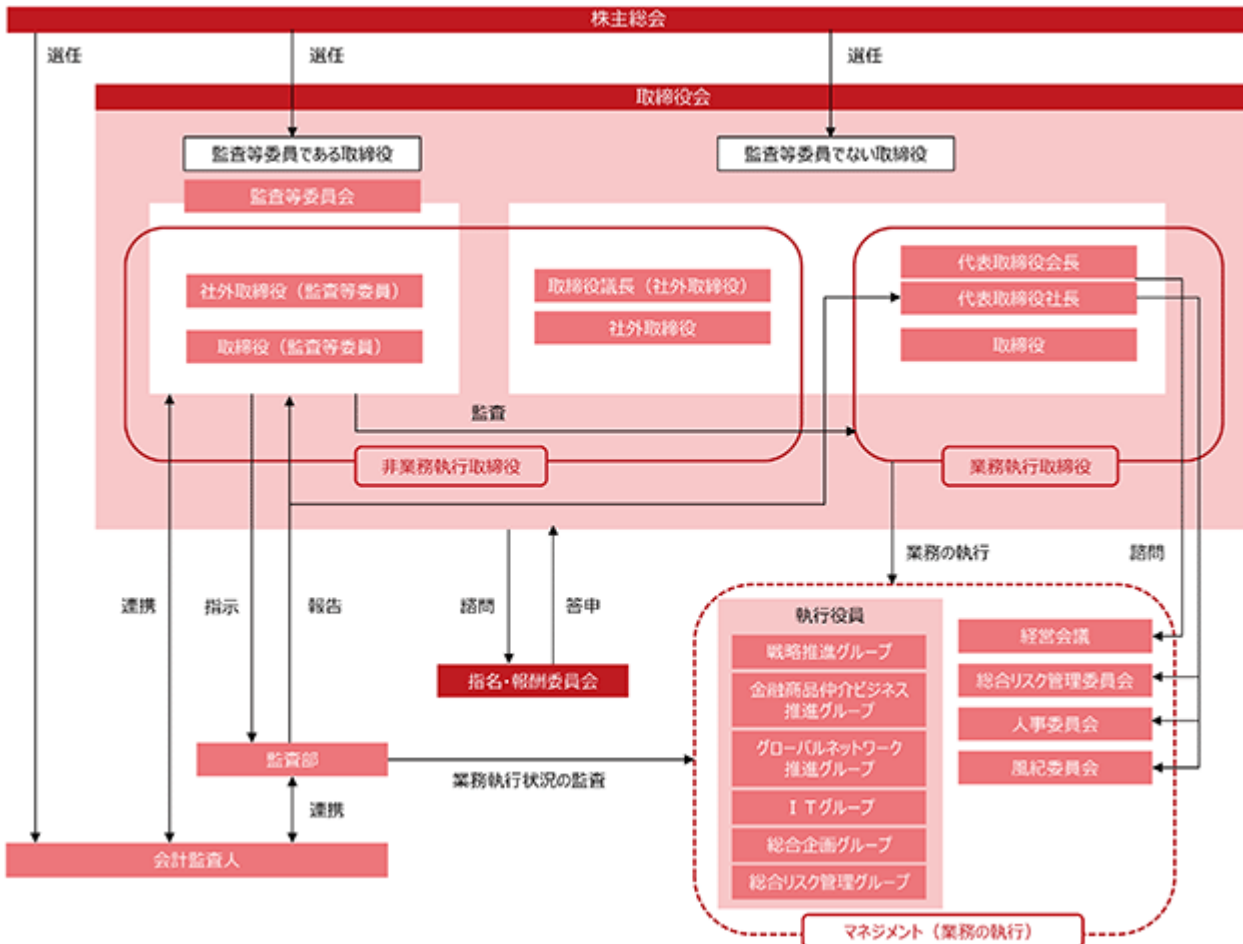 株主総会
選任
選任
選任
取締役会
監査等委員である取締役
監査等委員でない取締役
監査等委員会
社外取締役（監査等委員）
取締役（監査等委員）
取締役議長（社外取締役）
社外取締役
代表取締役会長
代表取締役社長
取締役
監査
非業務執行取締役
業務執行取締役
連携
指示
報告
諮問
答申
業務の執行
諮問
指名・報酬委員会
監査部
業務執行状況の監査
連携
会計監査人
執行役員
戦略推進グループ
金融商品仲介ビジネス
推進グループ
グローバルネットワーク
推進グループ
ＩＴグループ
総合企画グループ
総合リスク管理グループ
経営会議
総合リスク管理委員会
人事委員会
風紀委員会
マネジメント（業務の執行）